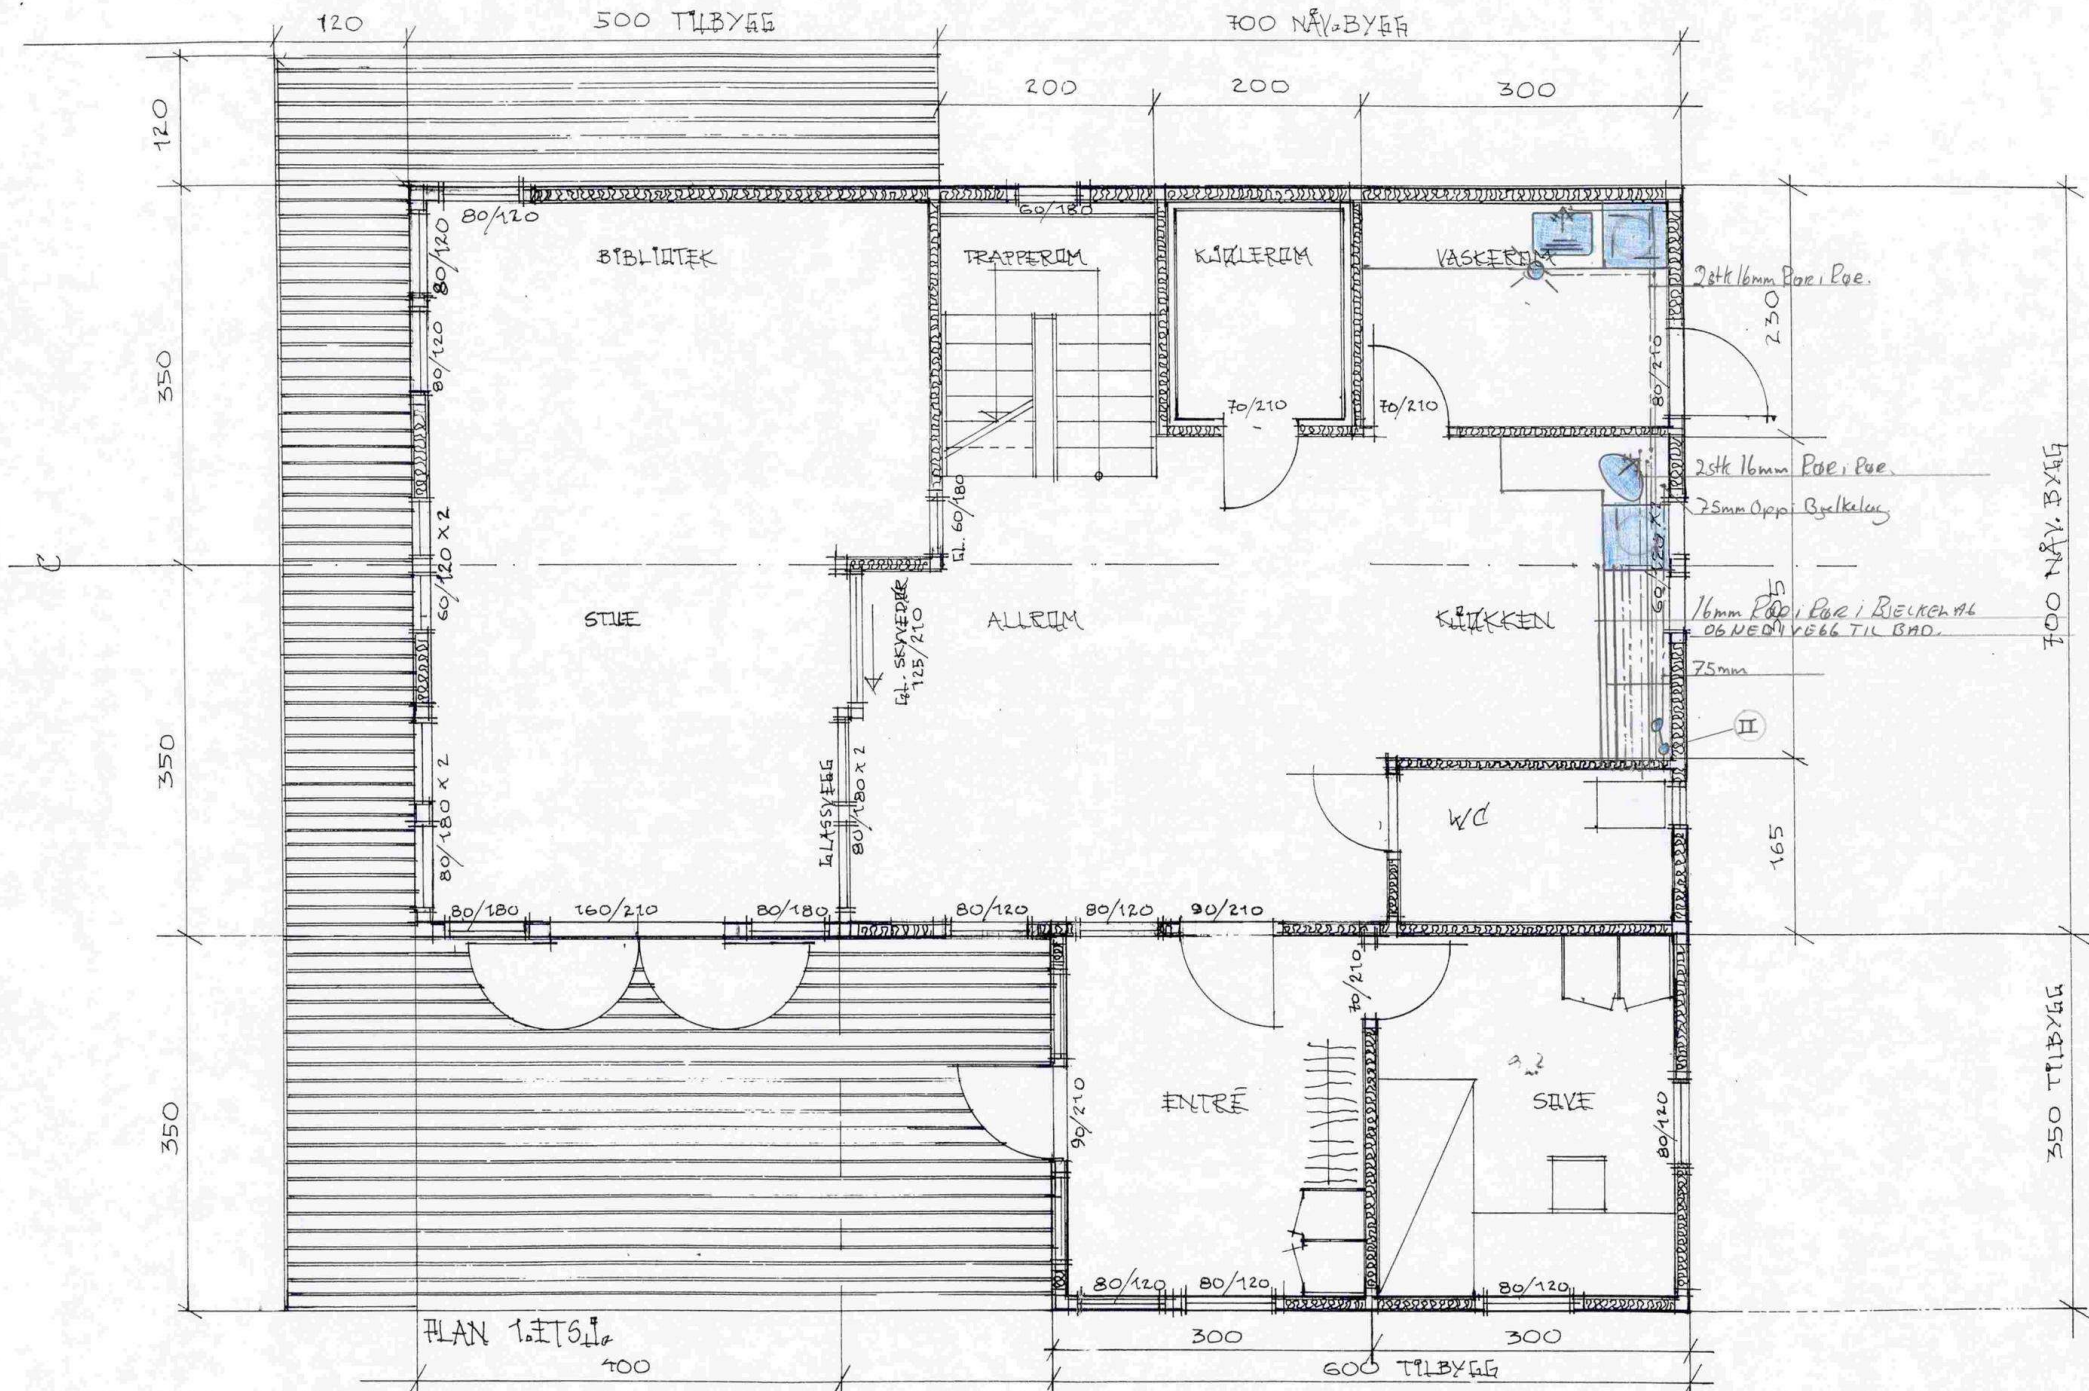 120
500 TILBYGG
700 NÅV.BYGG
200
200
300
120
80/120
60/180
80/120
BIBLIOTEK
TRAPPEROM
KJØLEROM
VASKEROM
2stk 16mm Rør i Rør.
230
80/120
350
80/210
70/210
70/210
2stk 16mm Rør i Rør.
75mm Opp i Bjelkelag
GL. 60/180
60/120 x 2
60/120 x 2
700 NÅV. BYGG
C
STUE
GL. SKYVEDØR
125/210
ALLROM
KJØKKEN
16mm RØR i RØR i BJELKELAG
OG NED I VEGG TIL BAD.
75mm
II
350
80/180 x 2
GLASSVEGG
80/180 x 2
WC
165
80/180
160/210
80/180
80/120
80/120
90/210
70/210
350
90/210
ENTRÉ
SOVE
80/120
350 TILBYGG
80/120
80/120
80/120
PLAN 1.ETSJ.
300
300
400
600 TILBYGG